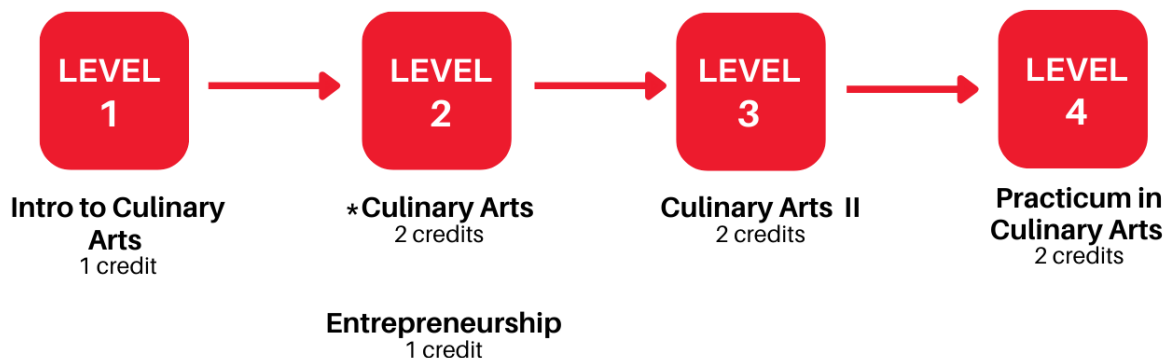 LEVEL
1
LEVEL
2
LEVEL
3
LEVEL
4
Intro to Culinary
Arts
1 credit
*Culinary Arts
2 credits
Entrepreneurship
1 credit
Culinary Arts II
2 credits
Practicum in
Culinary Arts
2 credits